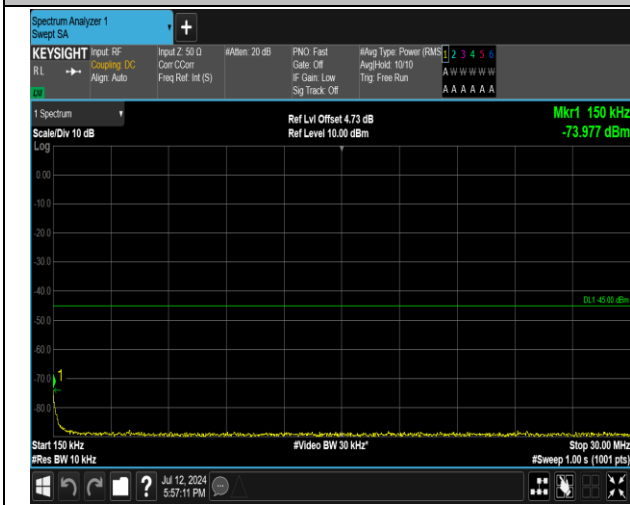 Spectrum Analyzer 1
Swept SA
+
KEYSIGHT Input: RF Input Z: 50 Ω #Atten: 20 dB PNO: Fast #Avg Type: Power (RMS 1 2 3 4 5 6
RL Coupling: DC Corr CCorr Gate: Off Avg|Hold: 10/10 A W W W W W
Align: Auto Freq Ref: Int (S) IF Gain: Low Trig: Free Run
Sig Track: Off A A A A A A
1 Spectrum
Ref Lvl Offset 4.73 dB Mkr1 150 kHz
Scale/Div 10 dB Ref Level 10.00 dBm -73.977 dBm
Log
0.00
-10.0
-20.0
-30.0
-40.0
DL1 -45.00 dBm
-50.0
-60.0
-70.0 1
-80.0
Start 150 kHz #Video BW 30 kHz* Stop 30.00 MHz
#Res BW 10 kHz #Sweep 1.00 s (1001 pts)
? Jul 12, 2024
5:57:11 PM